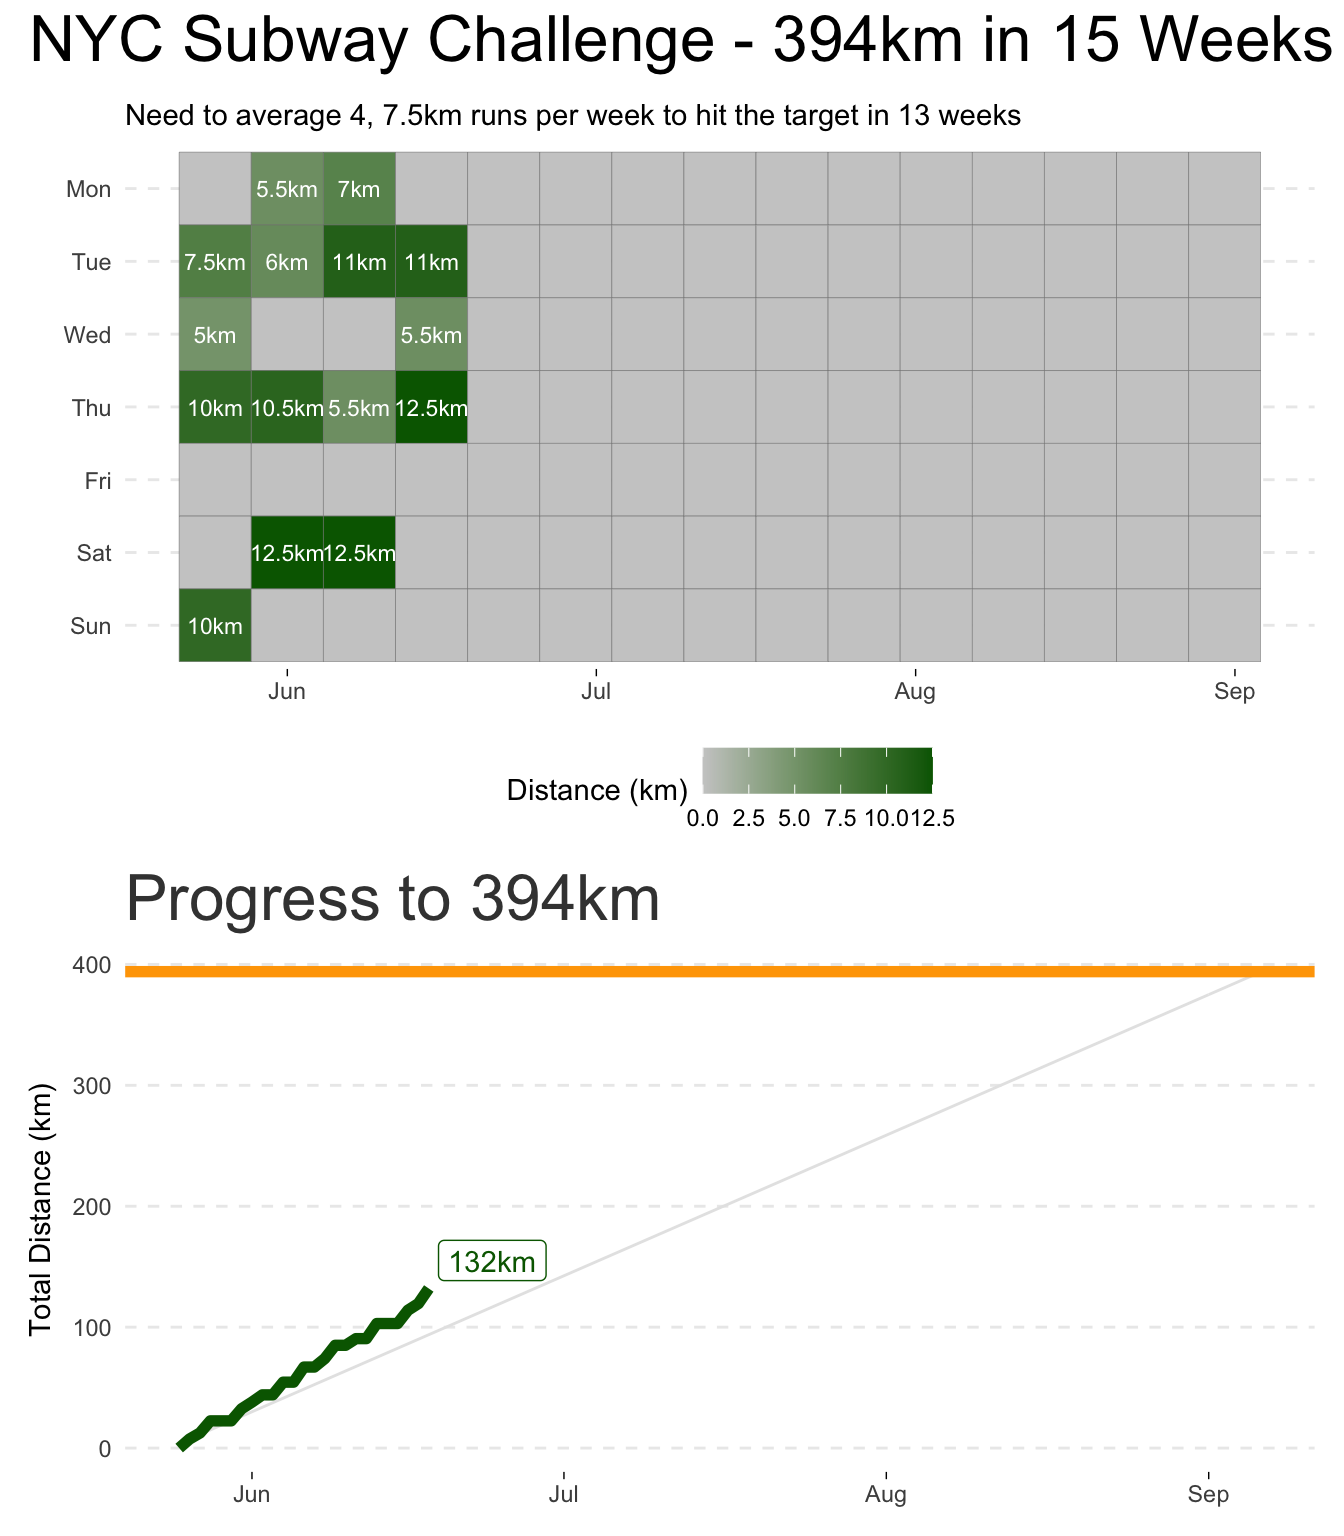 NYC Subway Challenge - 394km in 15 Weeks
Need to average 4, 7.5km runs per week to hit the target in 13 weeks
Mon 5.5km 7km
Tue 7.5km 6km 11km 11km
Wed 5km 5.5km
Thu 10km 10.5km 5.5km 12.5km
Fri
Sat 12.5km 12.5km
Sun 10km
Jun Jul Aug Sep
Distance (km)
0.0 2.5 5.0 7.5 10.0 12.5
Progress to 394km
Total Distance (km)
400
300
200
132km
100
0
Jun Jul Aug Sep